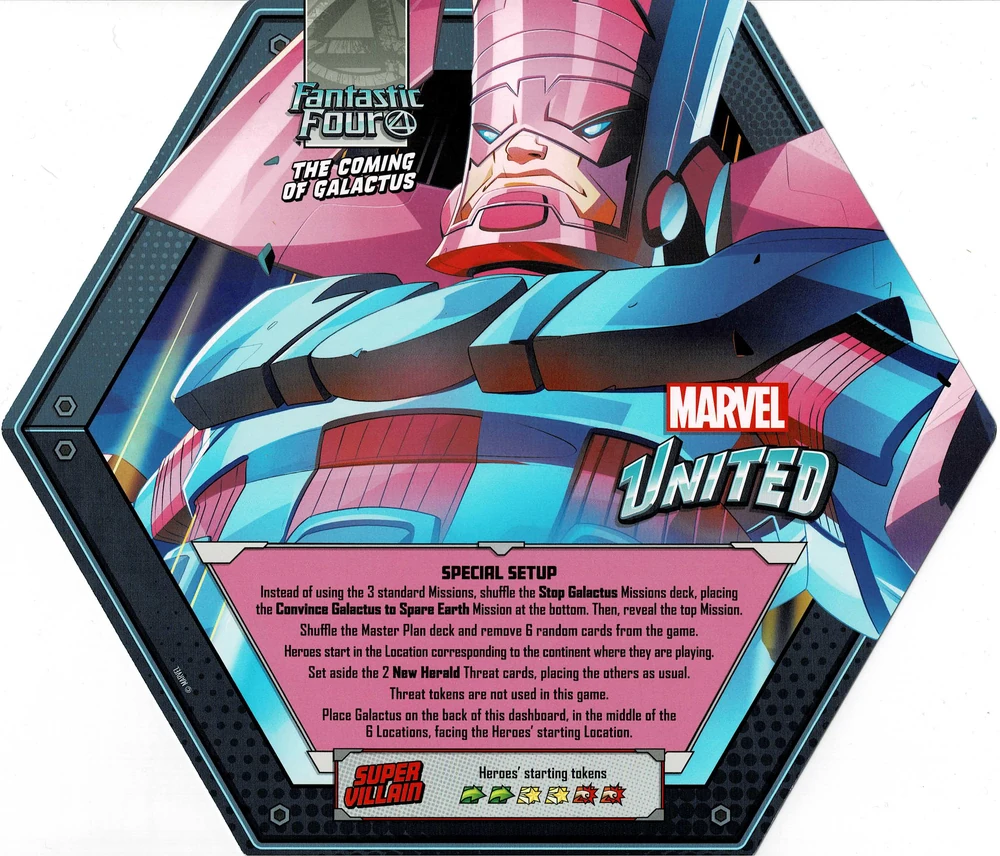 Fantastic
Four
THE COMING
OF GALACTUS
MARVEL
UNITED
SPECIAL SETUP
Instead of using the 3 standard Missions, shuffle the Stop Galactus Missions deck, placing
the Convince Galactus to Spare Earth Mission at the bottom. Then, reveal the top Mission.
Shuffle the Master Plan deck and remove 6 random cards from the game.
Heroes start in the Location corresponding to the continent where they are playing.
Set aside the 2 New Herald Threat cards, placing the others as usual.
Threat tokens are not used in this game.
Place Galactus on the back of this dashboard, in the middle of the
6 Locations, facing the Heroes' starting Location.
© MARVEL
SUPER
VILLAIN
Heroes' starting tokens